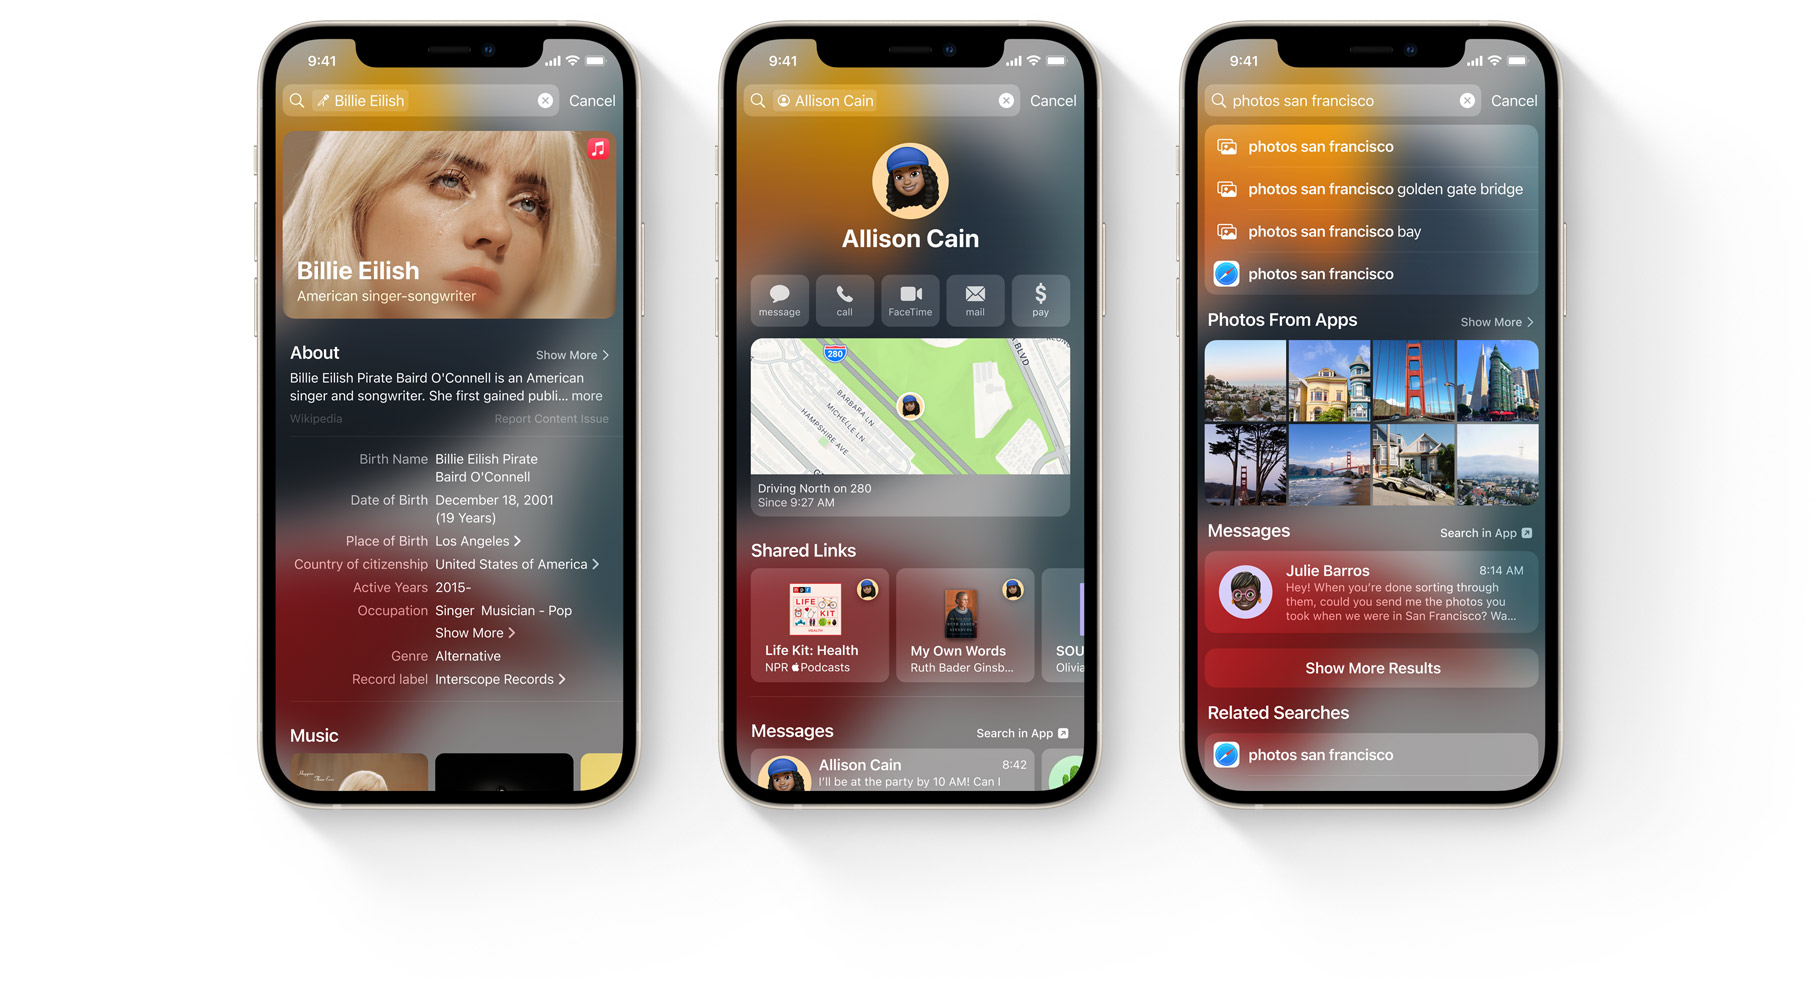 9:41
Billie Eilish
Cancel
Billie Eilish
American singer-songwriter
About
Show More
Billie Eilish Pirate Baird O'Connell is an American
singer and songwriter. She first gained publi... more
Wikipedia
Report Content Issue
Birth Name Billie Eilish Pirate
Baird O'Connell
Date of Birth December 18, 2001
(19 Years)
Place of Birth Los Angeles
Country of citizenship United States of America
Active Years 2015-
Occupation Singer Musician - Pop
Show More
Genre Alternative
Record label Interscope Records
Music
9:41
Allison Cain
Cancel
Allison Cain
message
call
FaceTime
mail
pay
280
BLVD
BARBARA LN
MICHELLE LN
HAMPSHIRE AVE
Driving North on 280
Since 9:27 AM
Shared Links
npr
LIFE
KIT
HEALTH
Life Kit: Health
NPR Podcasts
My Own Words
Ruth Bader Ginsb...
SOU
Olivia
Messages
Search in App
Allison Cain
8:42
I'll be at the party by 10 AM! Can I
9:41
photos san francisco
Cancel
photos san francisco
photos san francisco golden gate bridge
photos san francisco bay
photos san francisco
Photos From Apps
Show More
Messages
Search in App
Julie Barros
8:14 AM
Hey! When you're done sorting through
them, could you send me the photos you
took when we were in San Francisco? Wa...
Show More Results
Related Searches
photos san francisco